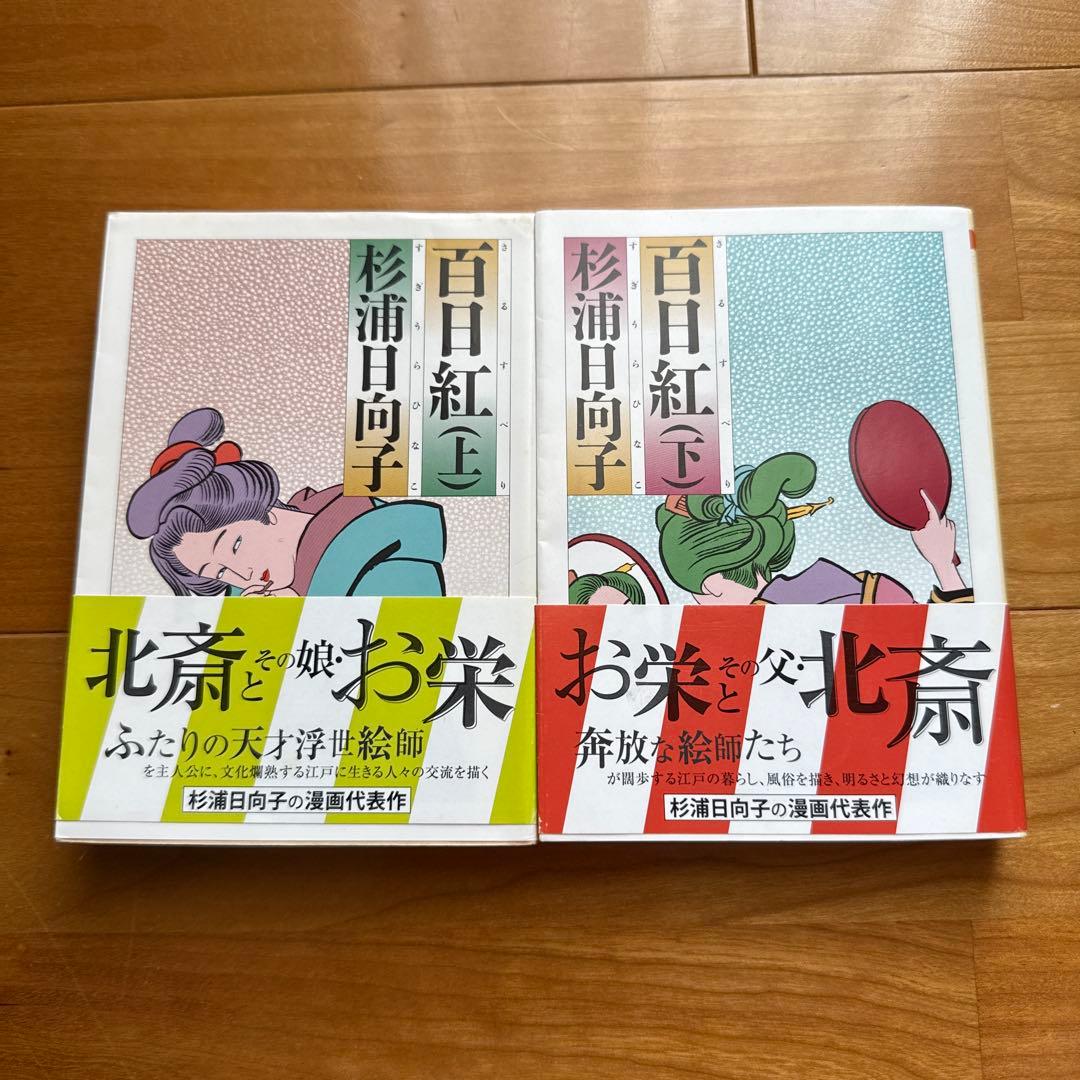 百日紅(上)
さるすべり
杉浦日向子
すぎうらひなこ
北斎とその娘・お栄
ふたりの天才浮世絵師
を主人公に、文化爛熟する江戸に生きる人々の交流を描く
杉浦日向子の漫画代表作
百日紅(下)
さるすべり
杉浦日向子
すぎうらひなこ
お栄とその父・北斎
奔放な絵師たち
が闊歩する江戸の暮らし、風俗を描き、明るさと幻想が織りなす
杉浦日向子の漫画代表作